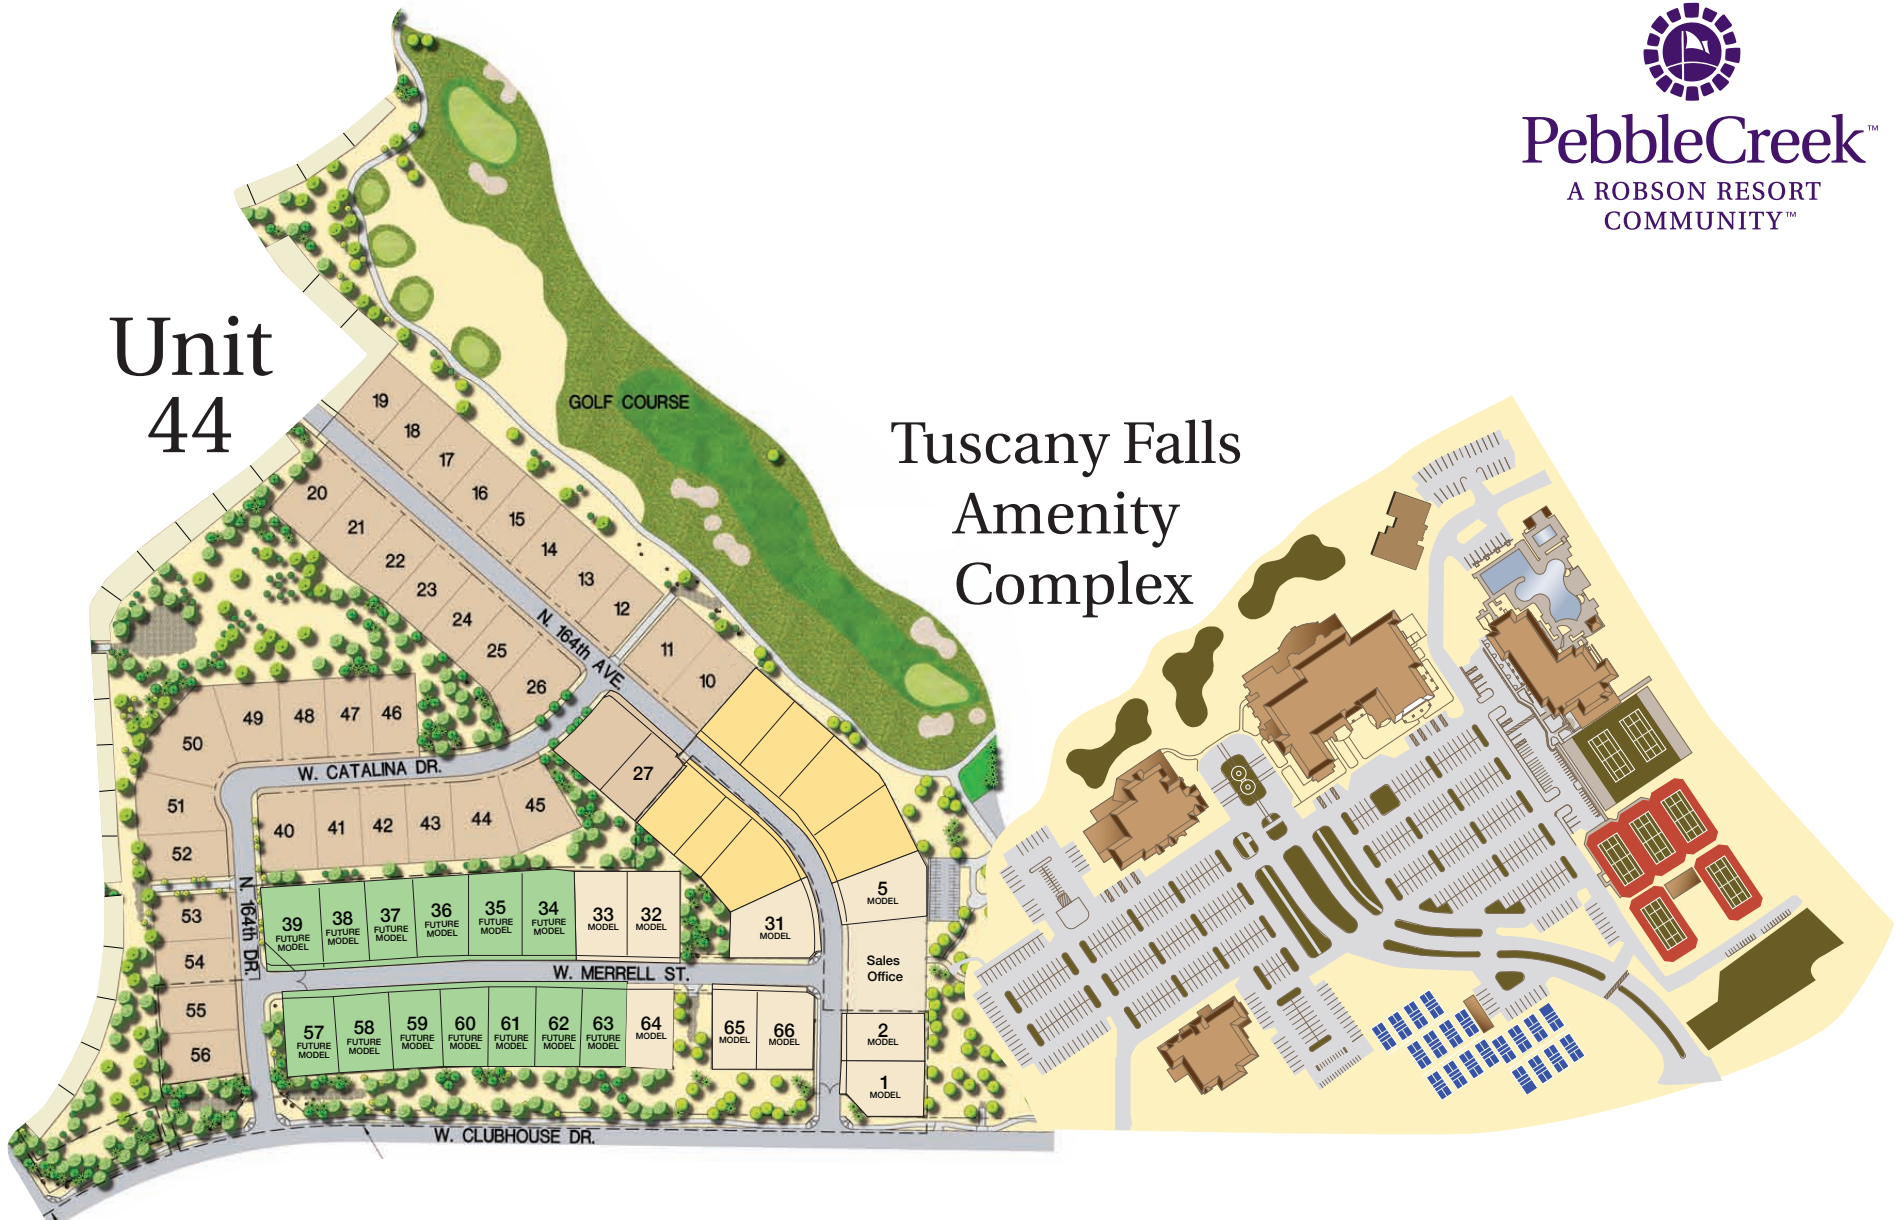 PebbleCreek™
A ROBSON RESORT
COMMUNITY™
Unit
44
GOLF COURSE
Tuscany Falls
Amenity
Complex
19
18
17
16
15
14
13
12
11
10
20
21
22
23
24
25
26
27
N. 164th AVE.
50
49
48
47
46
W. CATALINA DR.
51
52
40
41
42
43
44
45
N. 164th DR.
53
54
55
56
39
FUTURE
MODEL
38
FUTURE
MODEL
37
FUTURE
MODEL
36
FUTURE
MODEL
35
FUTURE
MODEL
34
FUTURE
MODEL
33
MODEL
32
MODEL
31
MODEL
5
MODEL
Sales
Office
W. MERRELL ST.
57
FUTURE
MODEL
58
FUTURE
MODEL
59
FUTURE
MODEL
60
FUTURE
MODEL
61
FUTURE
MODEL
62
FUTURE
MODEL
63
FUTURE
MODEL
64
MODEL
65
MODEL
66
MODEL
2
MODEL
1
MODEL
W. CLUBHOUSE DR.